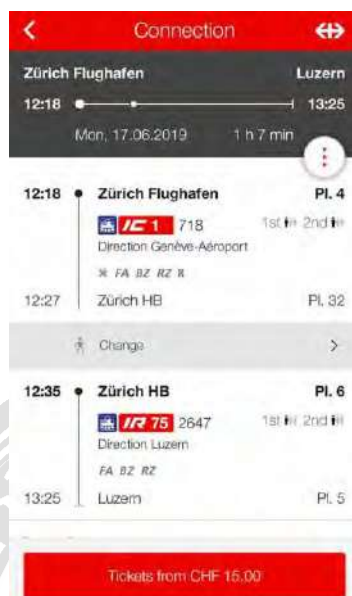 Connection
Zürich Flughafen Luzern
12:18 13:25
Mon, 17.06.2019 1 h 7 min
12:18 Zürich Flughafen Pl. 4
IC 1 718 1st 2nd
Direction Genève-Aéroport
FA BZ RZ
12:27 Zürich HB Pl. 32
Change
12:35 Zürich HB Pl. 6
IR 75 2647 1st 2nd
Direction Luzern
FA BZ RZ
13:25 Luzern Pl. 5
Tickets from CHF 15.00